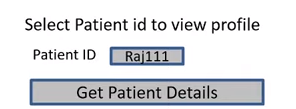 Select Patient id to view profile
Patient ID Raj111
Get Patient Details